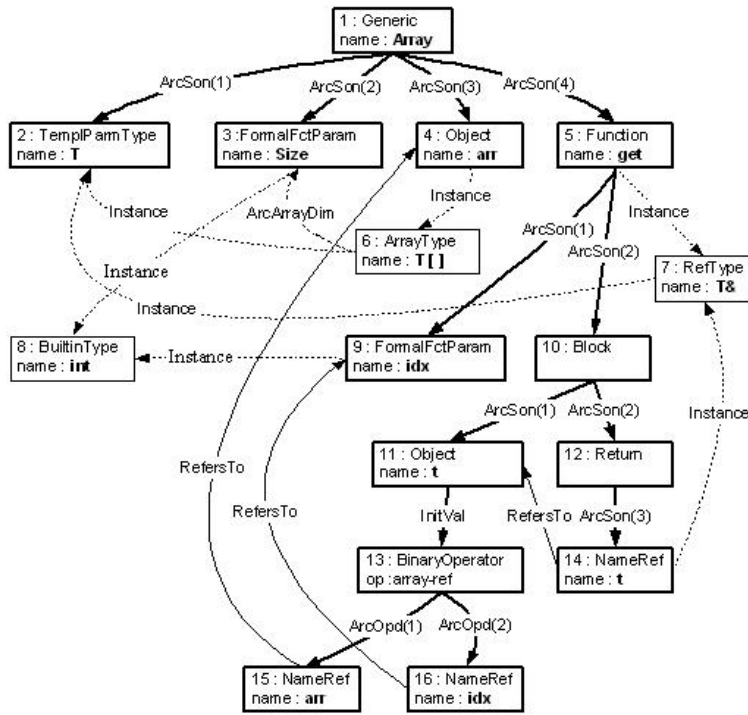 1 : Generic
name : Array
ArcSon(1)
ArcSon(2)
ArcSon(3)
ArcSon(4)
2 : TemplParmType
name : T
3 : FormalFctParam
name : Size
4 : Object
name : arr
5 : Function
name : get
Instance
ArcArrayDim
Instance
ArcSon(1)
Instance
ArcSon(2)
6 : ArrayType
name : T[ ]
7 : RefType
name : T&
Instance
Instance
8 : BuiltinType
name : int
Instance
9 : FormalFctParam
name : idx
10 : Block
ArcSon(1)
ArcSon(2)
Instance
11 : Object
name : t
12 : Return
RefersTo
RefersTo
InitVal
RefersTo
ArcSon(3)
13 : BinaryOperator
op :array-ref
14 : NameRef
name : t
ArcOpd(1)
ArcOpd(2)
15 : NameRef
name : arr
16 : NameRef
name : idx